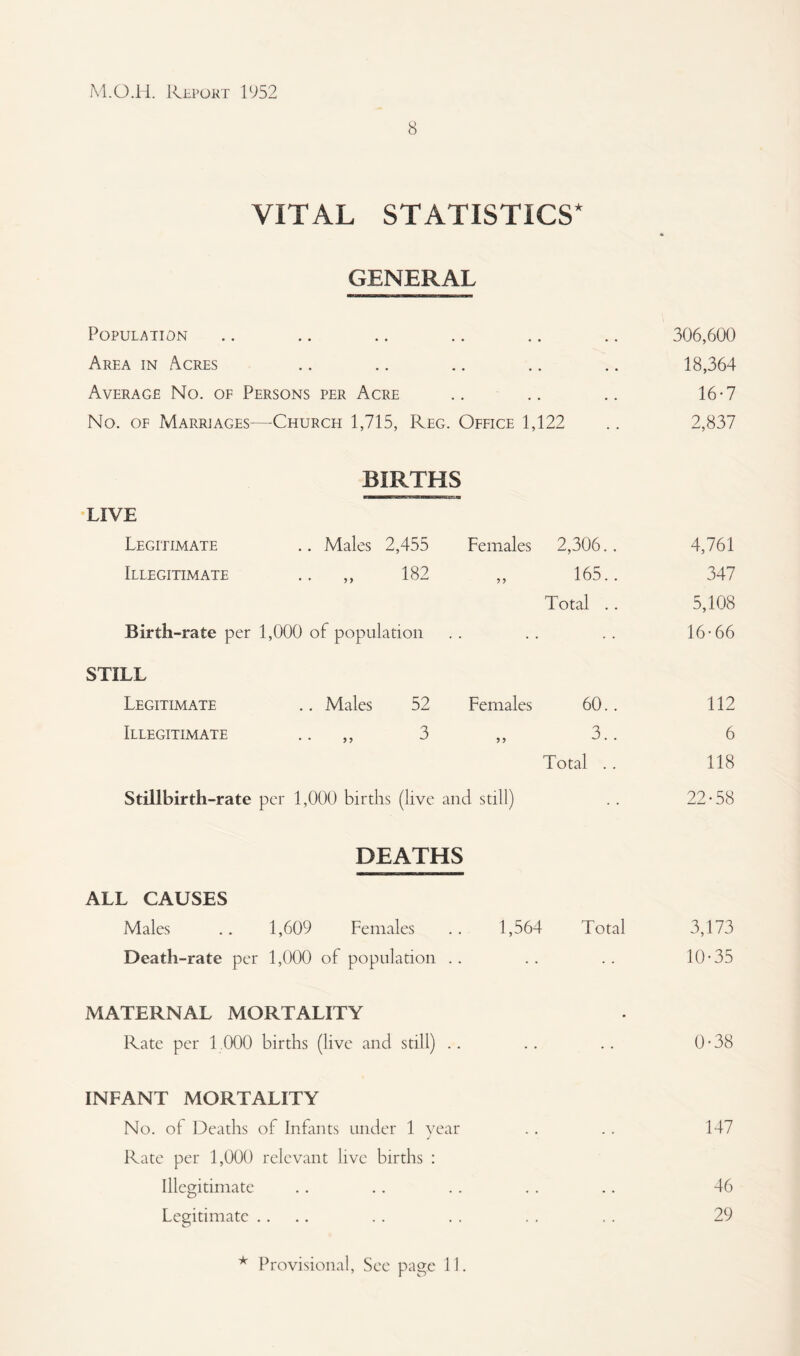 M.O.H. Report 1952
8
VITAL STATISTICS*
GENERAL
Population .. .. .. .. .. .. 306,600
Area in Acres .. .. .. .. .. 18,364
Average No. of Persons per Acre .. .. .. 16·7
No. of Marriages—Church 1,715, Reg. Office 1,122 .. 2,837
BIRTHS
LIVE
Legitimate .. Males 2,455 Females 2,306.. 4,761
Illegitimate .. ,, 182 ,, 165.. 347
Total .. 5,108
Birth-rate per 1,000 of population .. .. .. 16·66
STILL
Legitimate .. Males 52 Females 60.. 112
Illegitimate .. ,, 3 ,, 3.. 6
Total .. 118
Stillbirth-rate per 1,000 births (live and still) .. 22·58
DEATHS
ALL CAUSES
Males .. 1,609 Females .. 1,564 Total 3,173
Death-rate per 1,000 of population .. .. .. 10·35
MATERNAL MORTALITY
Rate per 1,000 births (live and still) .. .. .. 0·38
INFANT MORTALITY
No. of Deaths of Infants under 1 year .. .. 147
Rate per 1,000 relevant live births :
Illegitimate .. .. .. .. .. 46
Legitimate .. .. .. .. .. .. 29
* Provisional, See page 11.